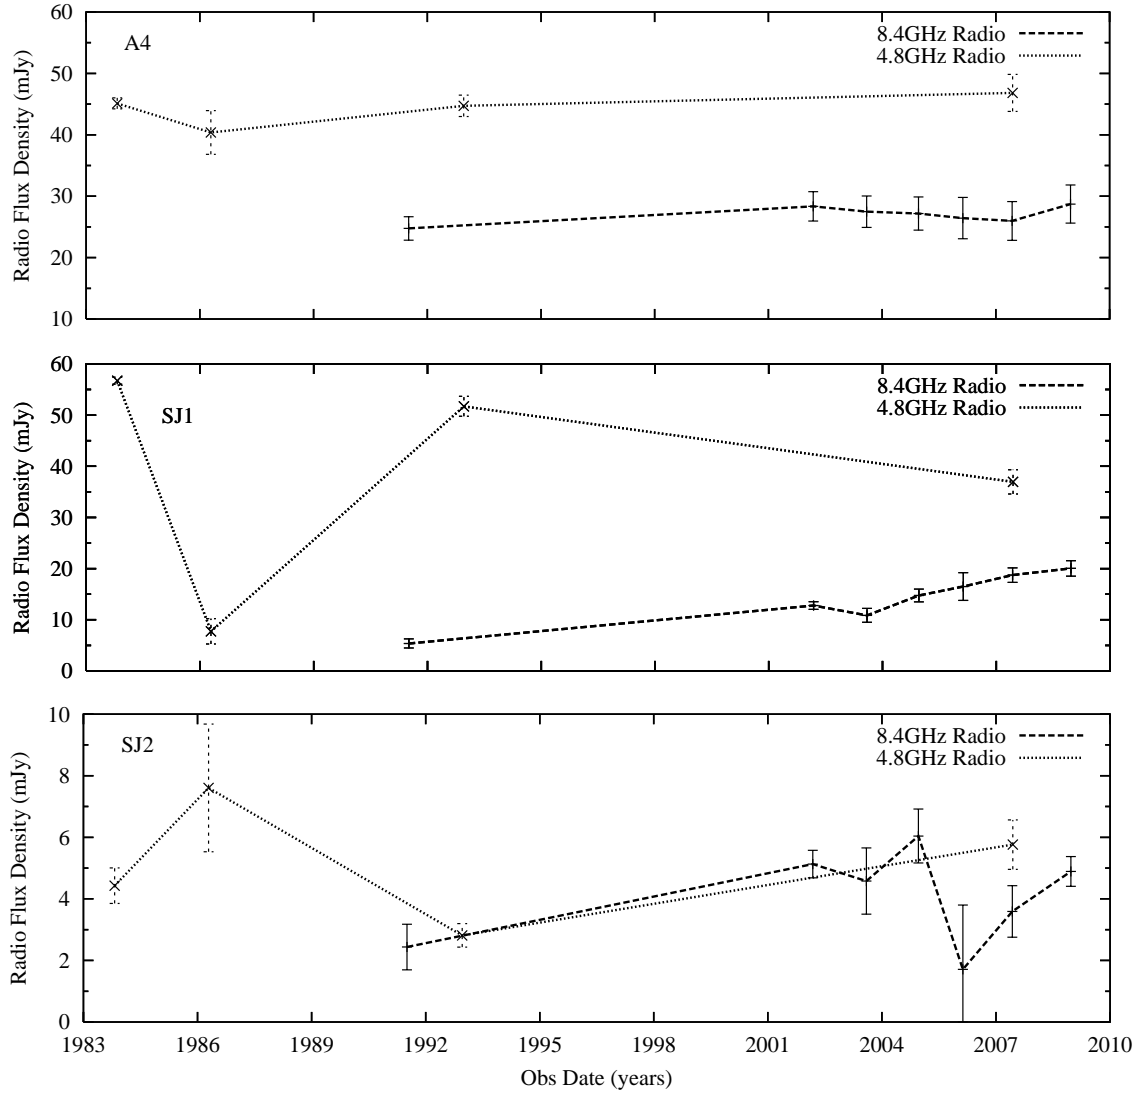 60
50
40
30
20
10
Radio Flux Density (mJy)
A4
8.4GHz Radio
4.8GHz Radio
60
50
40
30
20
10
0
Radio Flux Density (mJy)
SJ1
8.4GHz Radio
4.8GHz Radio
10
8
6
4
2
0
Radio Flux Density (mJy)
SJ2
8.4GHz Radio
4.8GHz Radio
1983 1986 1989 1992 1995 1998 2001 2004 2007 2010
Obs Date (years)